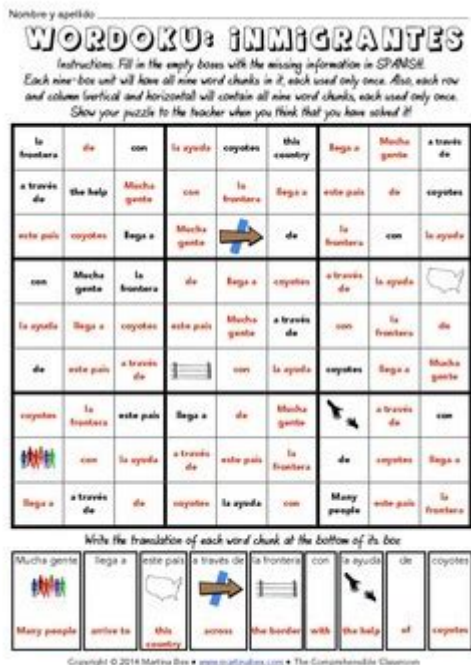 Nombre y apellido
WORDOKU: INMIGRANTES
Instructions: Fill in the empty boxes with the missing information in SPANISH.
Each nine-box unit will have all nine word chunks in it, each used only once. Also, each row
and column (vertical and horizontal) will contain all nine word chunks, each used only once.
Show your puzzle to the teacher when you think that you have solved it!
la frontera de con la ayuda coyotes this country llega a Mucha gente a través de
a través de the help Mucha gente con la frontera llega a este país de coyotes
este país coyotes llega a Mucha gente de la frontera con la ayuda
con Mucha gente la frontera de llega a coyotes a través de la ayuda
la ayuda llega a coyotes este país Mucha gente a través de con la frontera de
de este país a través de con la ayuda coyotes llega a Mucha gente
coyotes la frontera este país llega a de Mucha gente a través de con
con la ayuda a través de este país la frontera de coyotes llega a
llega a a través de de coyotes la ayuda con Many people este país la frontera
Write the translation of each word chunk at the bottom of its box
Mucha gente llega a este país a través de la frontera con la ayuda de coyotes
Many people arrive to this country across the border with the help of coyotes
Copyright © 2014 Martina Bex • www.martinabex.com • The Comprehensible Classroom